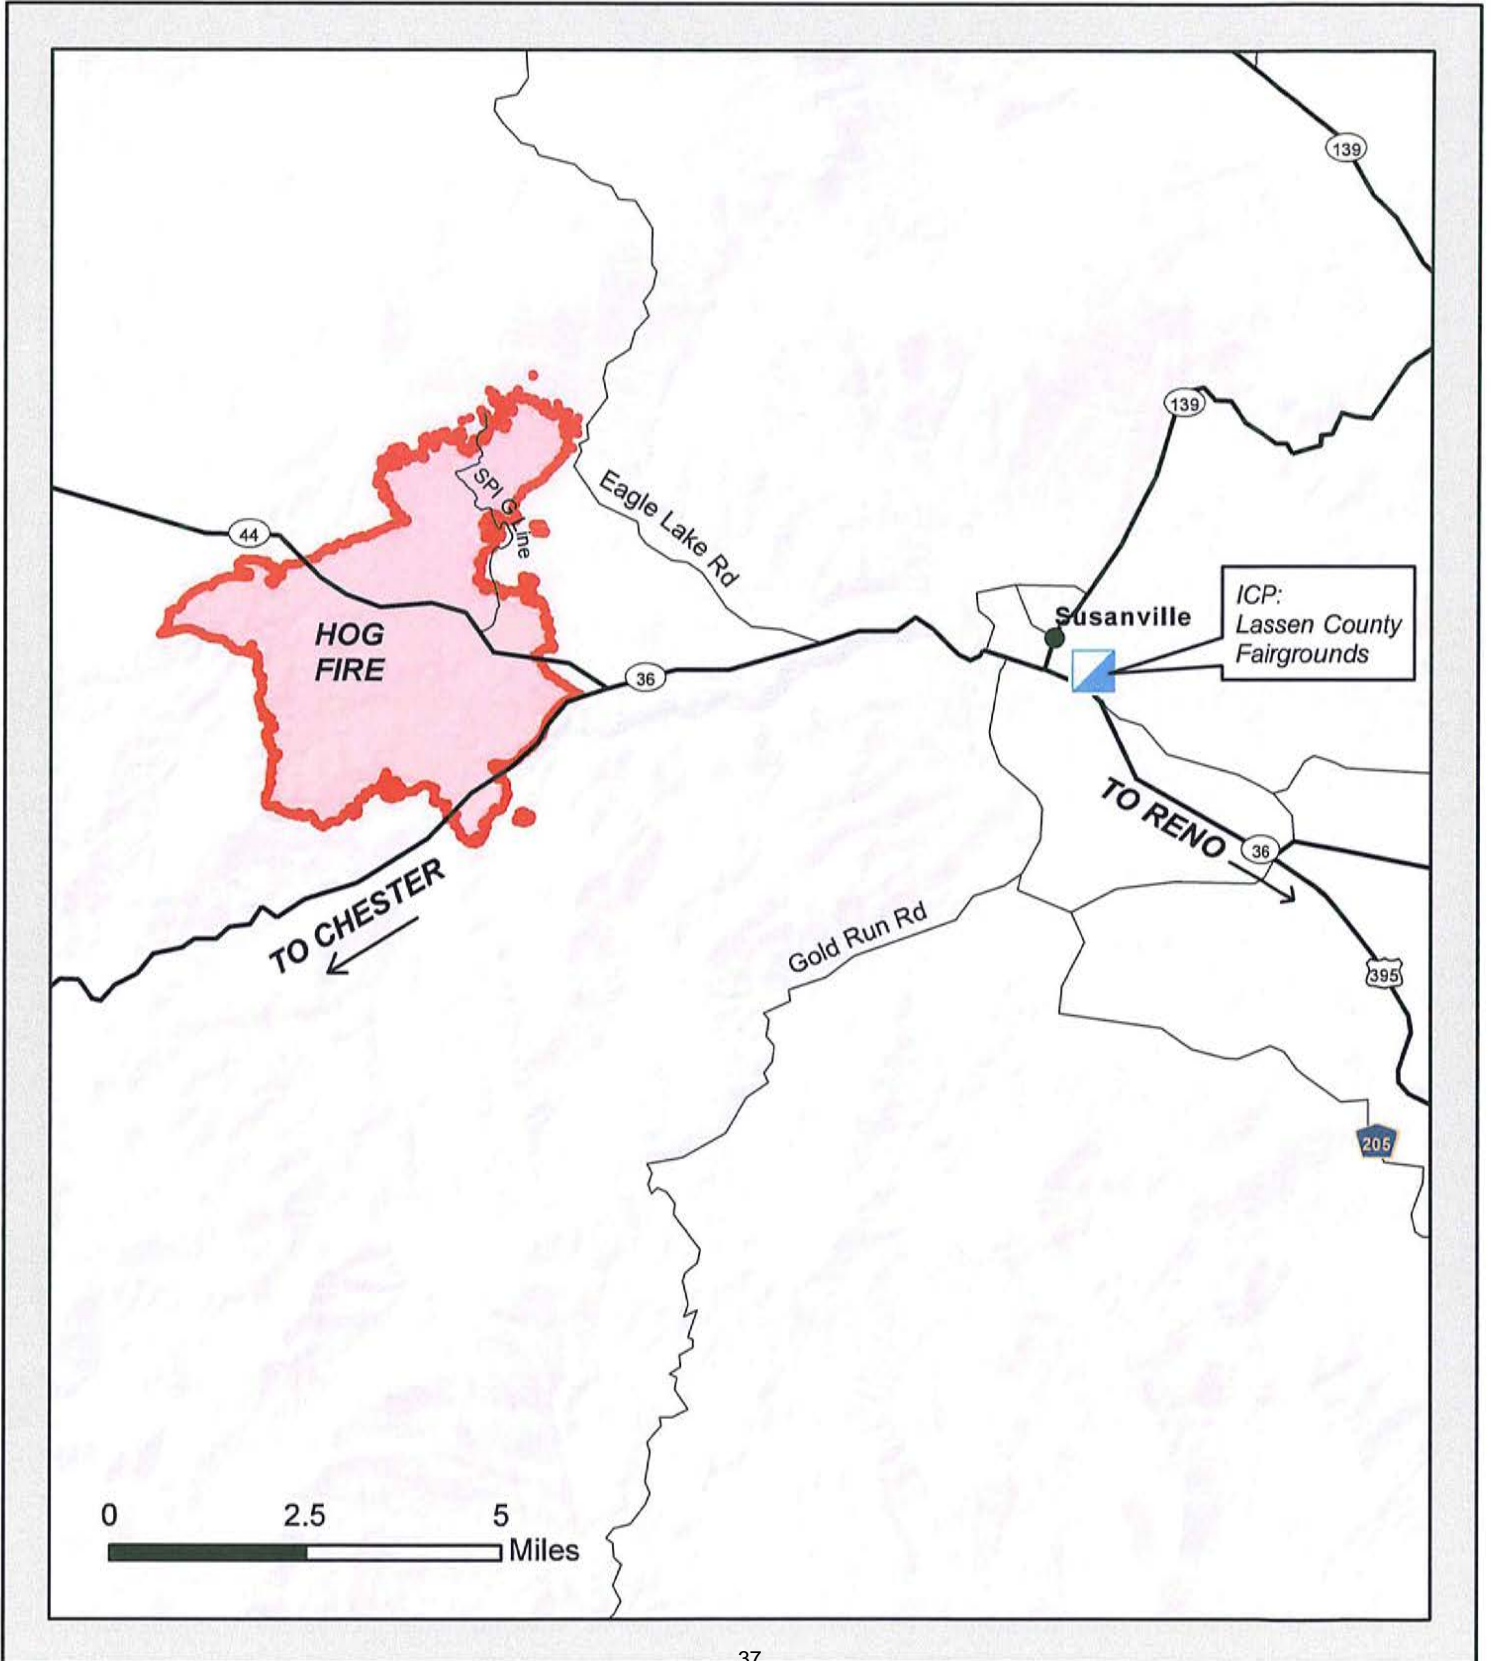 139
139
SPI G Line
Eagle Lake Rd
44
Susanville
ICP:
Lassen County
Fairgrounds
HOG
FIRE
36
TO RENO
36
TO CHESTER
Gold Run Rd
395
205
0 2.5 5
Miles
37